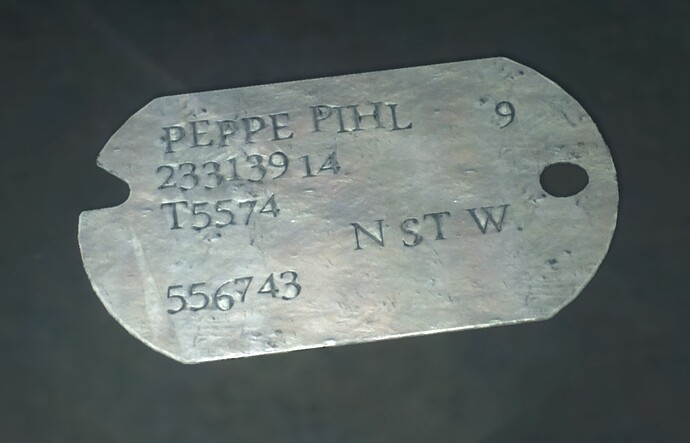 PEPPE PIHL 9
23313914
T5574
N ST W.
556743